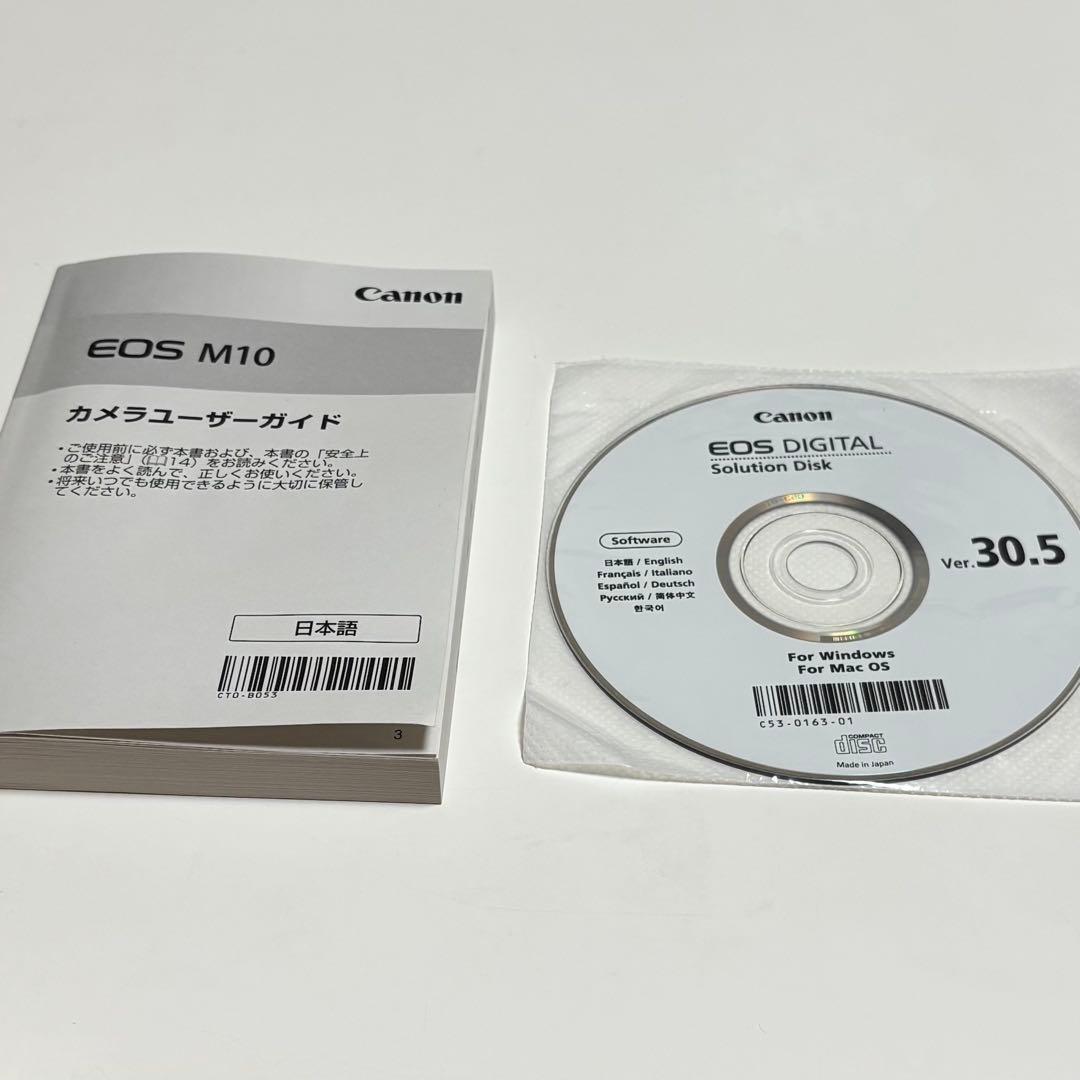 Canon
EOS M10
カメラユーザーガイド
・ご使用前に必ず本書および、本書の「安全上
のご注意」(📖14)をお読みください。
・本書をよく読んで、正しくお使いください。
・将来いつでも使用できるように大切に保管し
てください。
日本語
CT0-B053
3
Canon
EOS DIGITAL
Solution Disk
Software
日本語 / English
Français / Italiano
Español / Deutsch
Русский / 简体中文
한국어
Ver.30.5
For Windows
For Mac OS
C53-0163-01
COMPACT
disc
Made in Japan